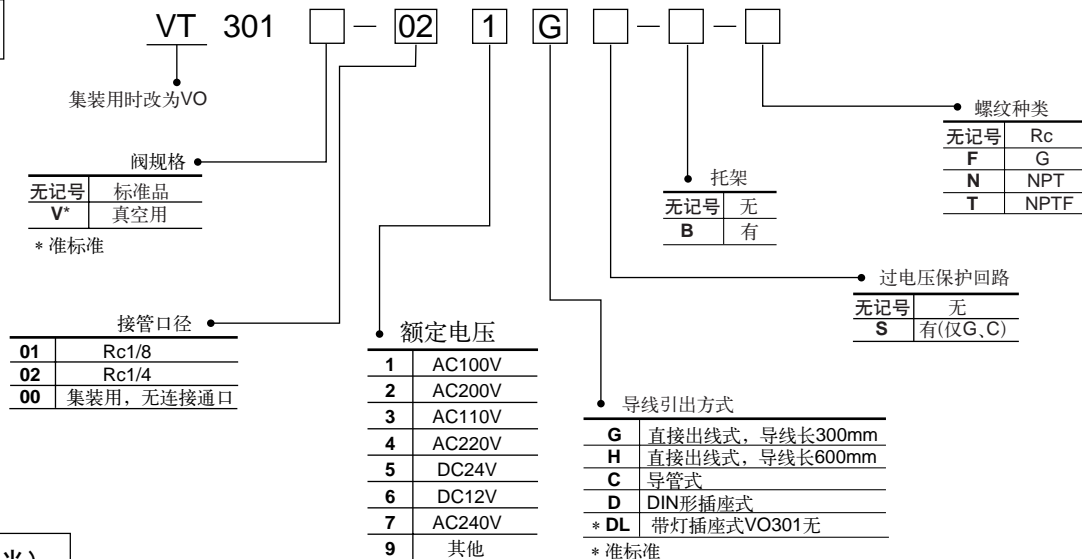 VT 301 □－02 1 G □－□－□
集装用时改为VO
阀规格
无记号 标准品
V* 真空用
* 准标准
接管口径
01 Rc1/8
02 Rc1/4
00 集装用，无连接通口
额定电压
1 AC100V
2 AC200V
3 AC110V
4 AC220V
5 DC24V
6 DC12V
7 AC240V
9 其他
导线引出方式
G 直接出线式，导线长300mm
H 直接出线式，导线长600mm
C 导管式
D DIN形插座式
* DL 带灯插座式VO301无
* 准标准
过电压保护回路
无记号 无
S 有(仅G、C)
托架
无记号 无
B 有
螺纹种类
无记号 Rc
F G
N NPT
T NPTF